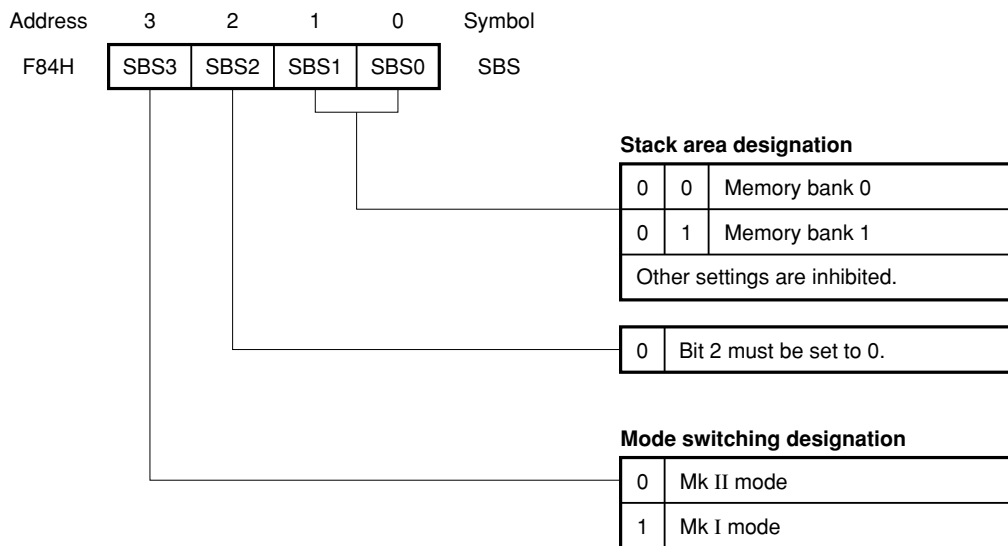 Address 3 2 1 0 Symbol
F84H SBS3 SBS2 SBS1 SBS0 SBS
Stack area designation
0 0 Memory bank 0
0 1 Memory bank 1
Other settings are inhibited.
0 Bit 2 must be set to 0.
Mode switching designation
0 Mk II mode
1 Mk I mode